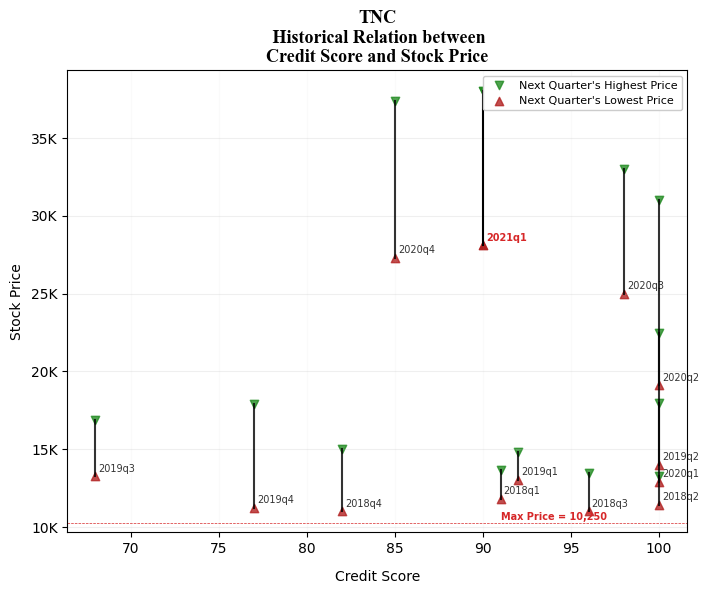 TNC
Historical Relation between
Credit Score and Stock Price
Next Quarter's Highest Price
Next Quarter's Lowest Price
35K
30K
25K
20K
15K
10K
Stock Price
2021q1
2020q4
2020q3
2020q2
2019q2
2019q3
2020q1
2019q1
2018q1
2018q2
2019q4
2018q4
2018q3
Max Price = 10,250
70
75
80
85
90
95
100
Credit Score